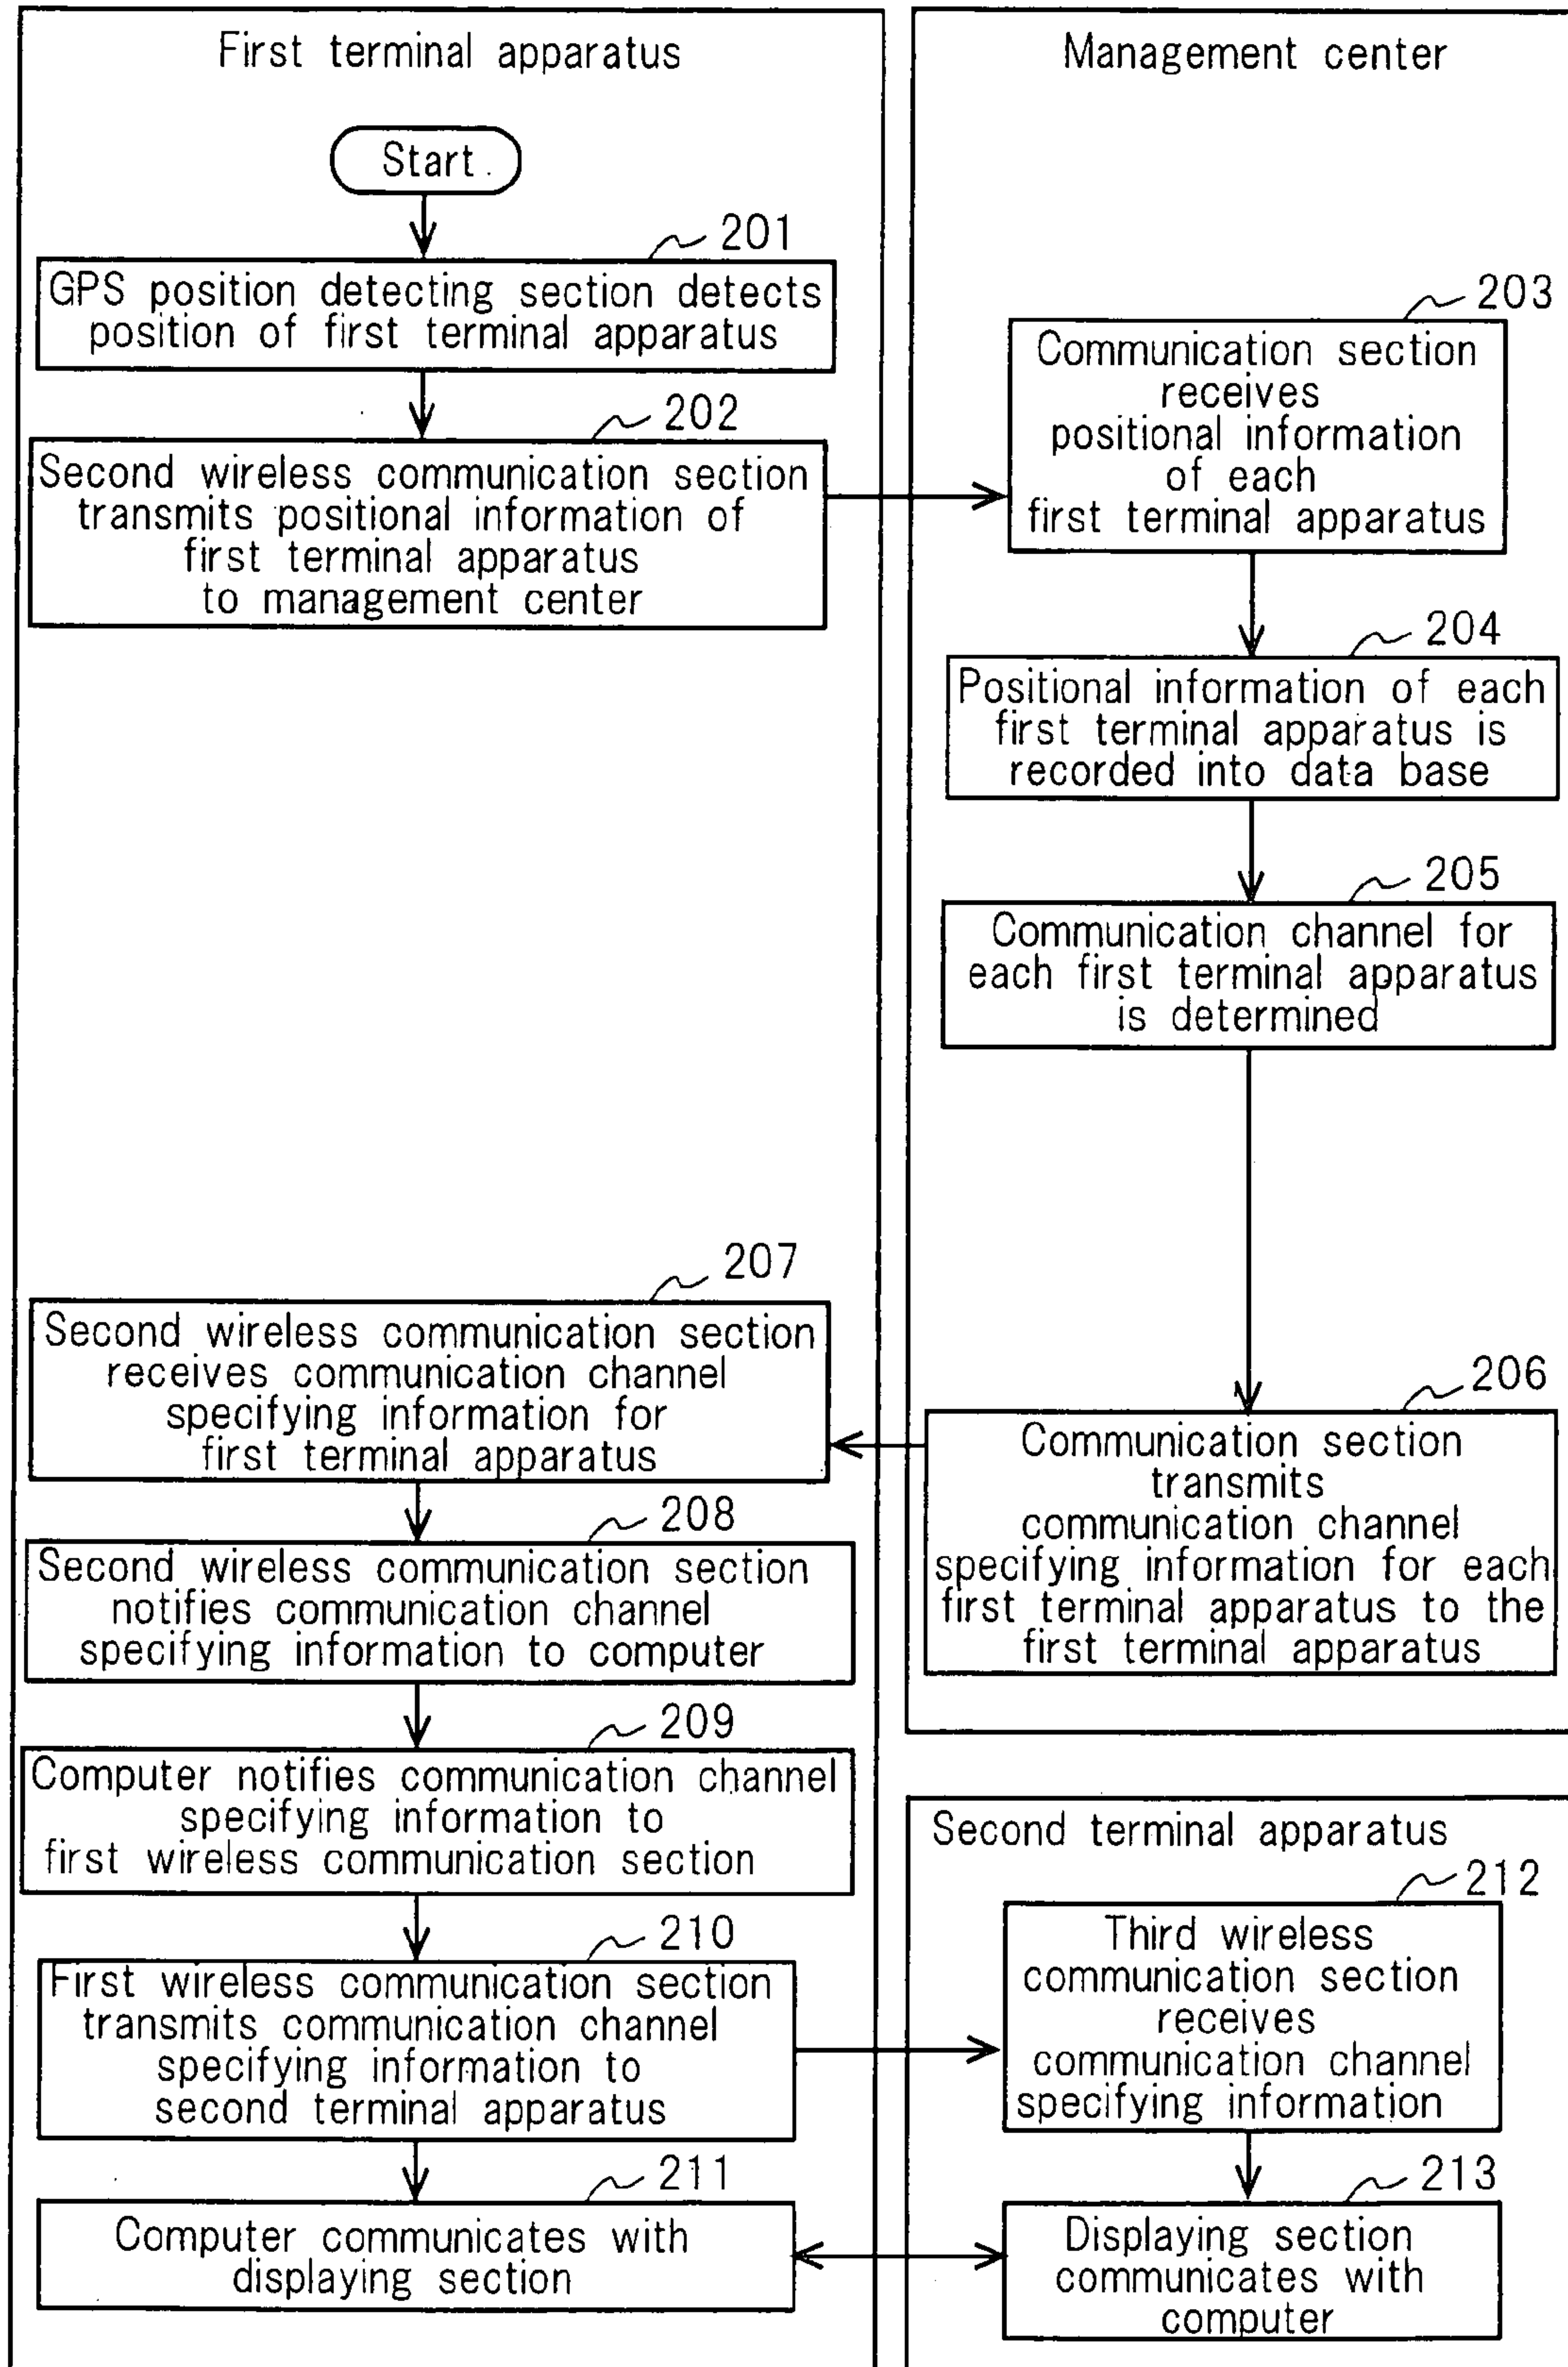 First terminal apparatus
Start
201
GPS position detecting section detects
position of first terminal apparatus
202
Second wireless communication section
transmits positional information of
first terminal apparatus
to management center
207
Second wireless communication section
receives communication channel
specifying information for
first terminal apparatus
208
Second wireless communication section
notifies communication channel
specifying information to computer
209
Computer notifies communication channel
specifying information to
first wireless communication section
210
First wireless communication section
transmits communication channel
specifying information to
second terminal apparatus
211
Computer communicates with
displaying section
Management center
203
Communication section
receives
positional information
of each
first terminal apparatus
204
Positional information of each
first terminal apparatus is
recorded into data base
205
Communication channel for
each first terminal apparatus
is determined
206
Communication section
transmits
communication channel
specifying information for each
first terminal apparatus to the
first terminal apparatus
Second terminal apparatus
212
Third wireless
communication section
receives
communication channel
specifying information
213
Displaying section
communicates with
computer